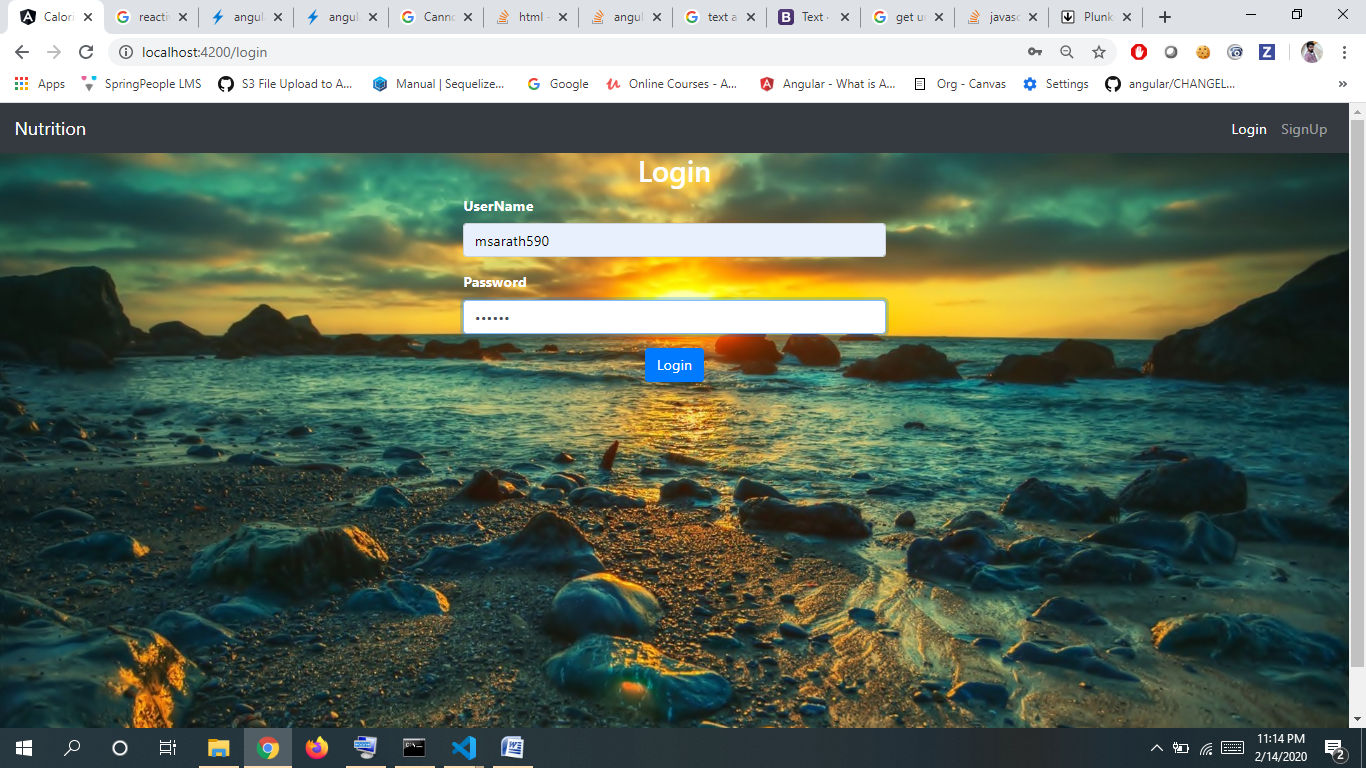 Calori reactiv angul angul Canno html - angul text a Text · get ur javasc Plunk
localhost:4200/login
Apps SpringPeople LMS S3 File Upload to A... Manual | Sequelize... Google Online Courses - A... Angular - What is A... Org - Canvas Settings angular/CHANGEL... »
Nutrition Login SignUp
Login
UserName
msarath590
Password
••••••
Login
11:14 PM
2/14/2020
2